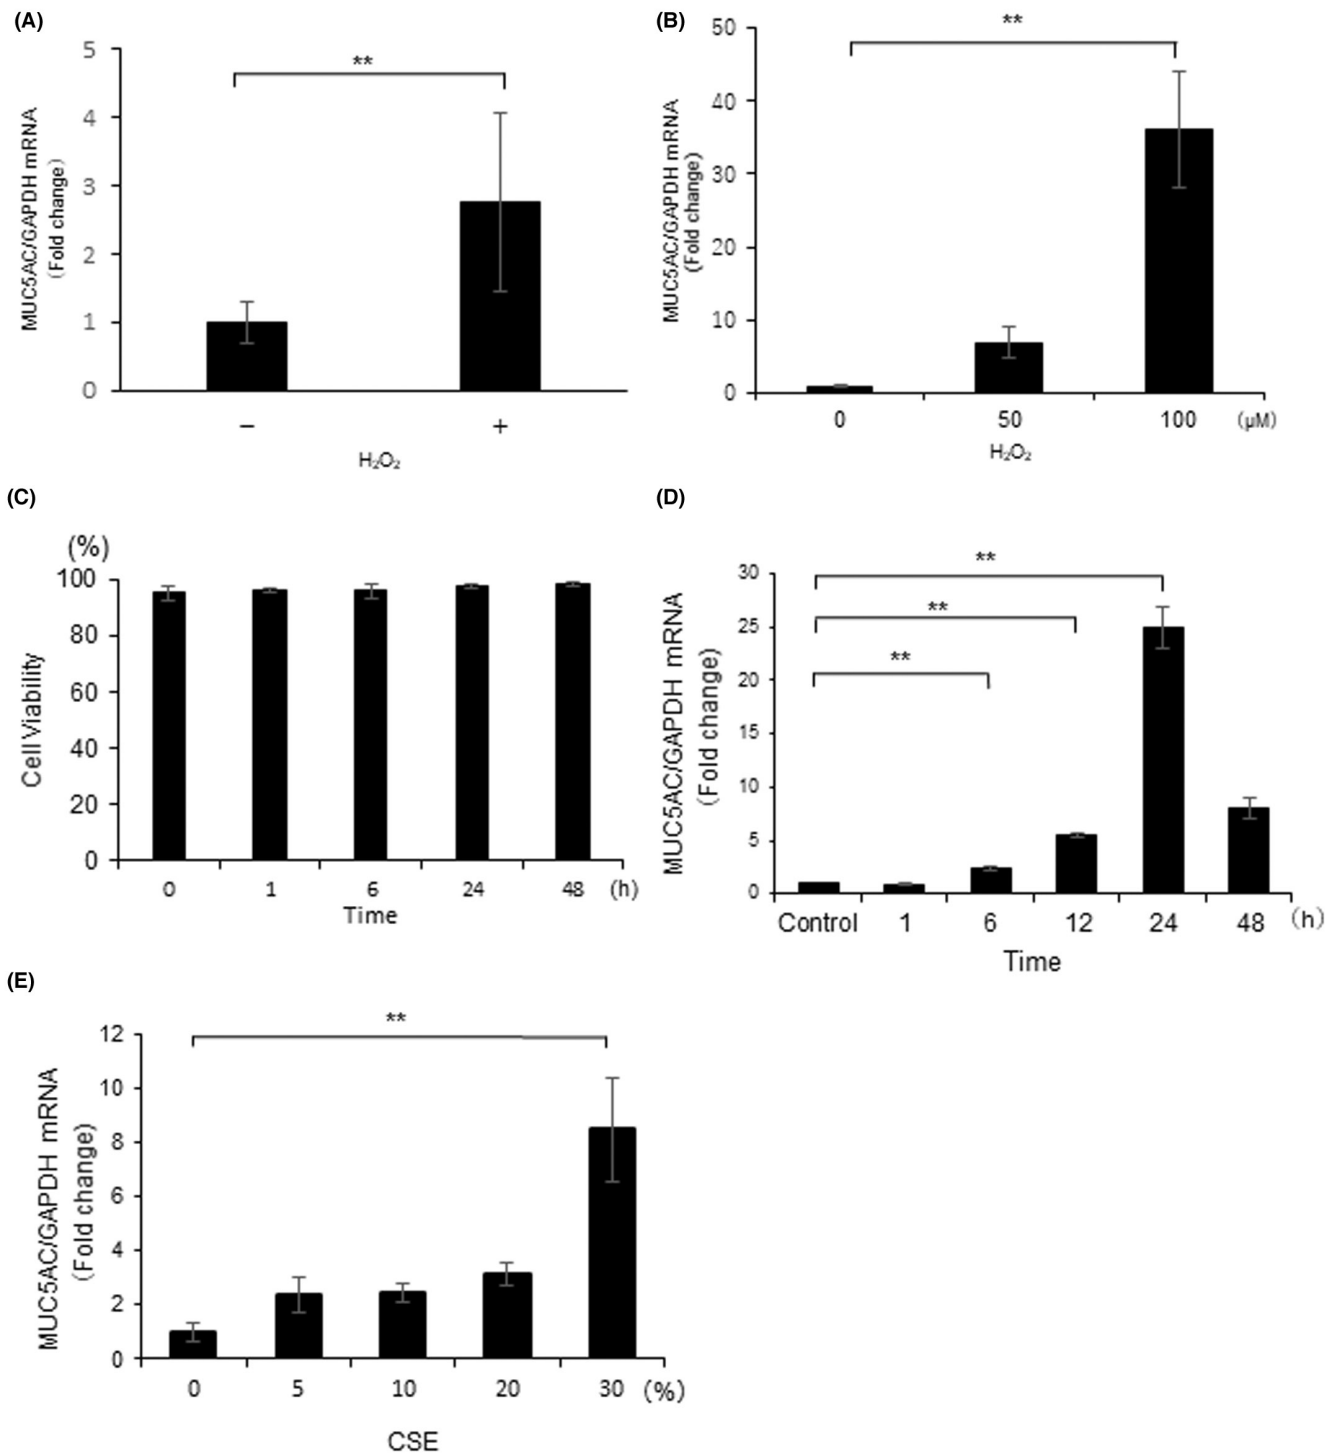 (A)
MUC5AC/GAPDH mRNA
(Fold change)
5
4
3
2
1
0
**
−
+
H₂O₂
(B)
MUC5AC/GAPDH mRNA
(Fold change)
50
40
30
20
10
0
**
0
50
100
(μM)
H₂O₂
(C)
(%)
Cell Viability
100
80
60
40
20
0
0
1
6
24
48
(h)
Time
(D)
MUC5AC/GAPDH mRNA
(Fold change)
30
25
20
15
10
5
0
**
**
**
Control
1
6
12
24
48
(h)
Time
(E)
MUC5AC/GAPDH mRNA
(Fold change)
12
10
8
6
4
2
0
**
0
5
10
20
30
(%)
CSE